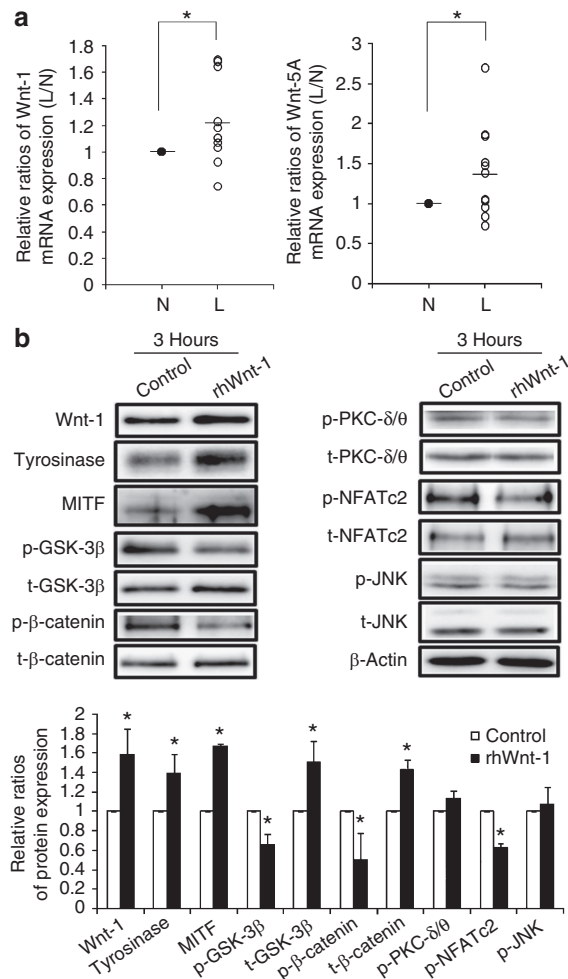 a
*
Relative ratios of Wnt-1
mRNA expression (L/N)
1.8
1.6
1.4
1.2
1
0.8
0.6
0.4
0.2
0
N
L
*
Relative ratios of Wnt-5A
mRNA expression (L/N)
3
2.5
2
1.5
1
0.5
0
N
L
b
3 Hours
Control
rhWnt-1
Wnt-1
Tyrosinase
MITF
p-GSK-3β
t-GSK-3β
p-β-catenin
t-β-catenin
3 Hours
Control
rhWnt-1
p-PKC-δ/θ
t-PKC-δ/θ
p-NFATc2
t-NFATc2
p-JNK
t-JNK
β-Actin
Relative ratios
of protein expression
2
1.8
1.6
1.4
1.2
1
0.8
0.6
0.4
0.2
0
Control
rhWnt-1
*
*
*
*
*
*
*
*
Wnt-1
Tyrosinase
MITF
p-GSK-3β
t-GSK-3β
p-β-catenin
t-β-catenin
p-PKC-δ/θ
p-NFATc2
p-JNK